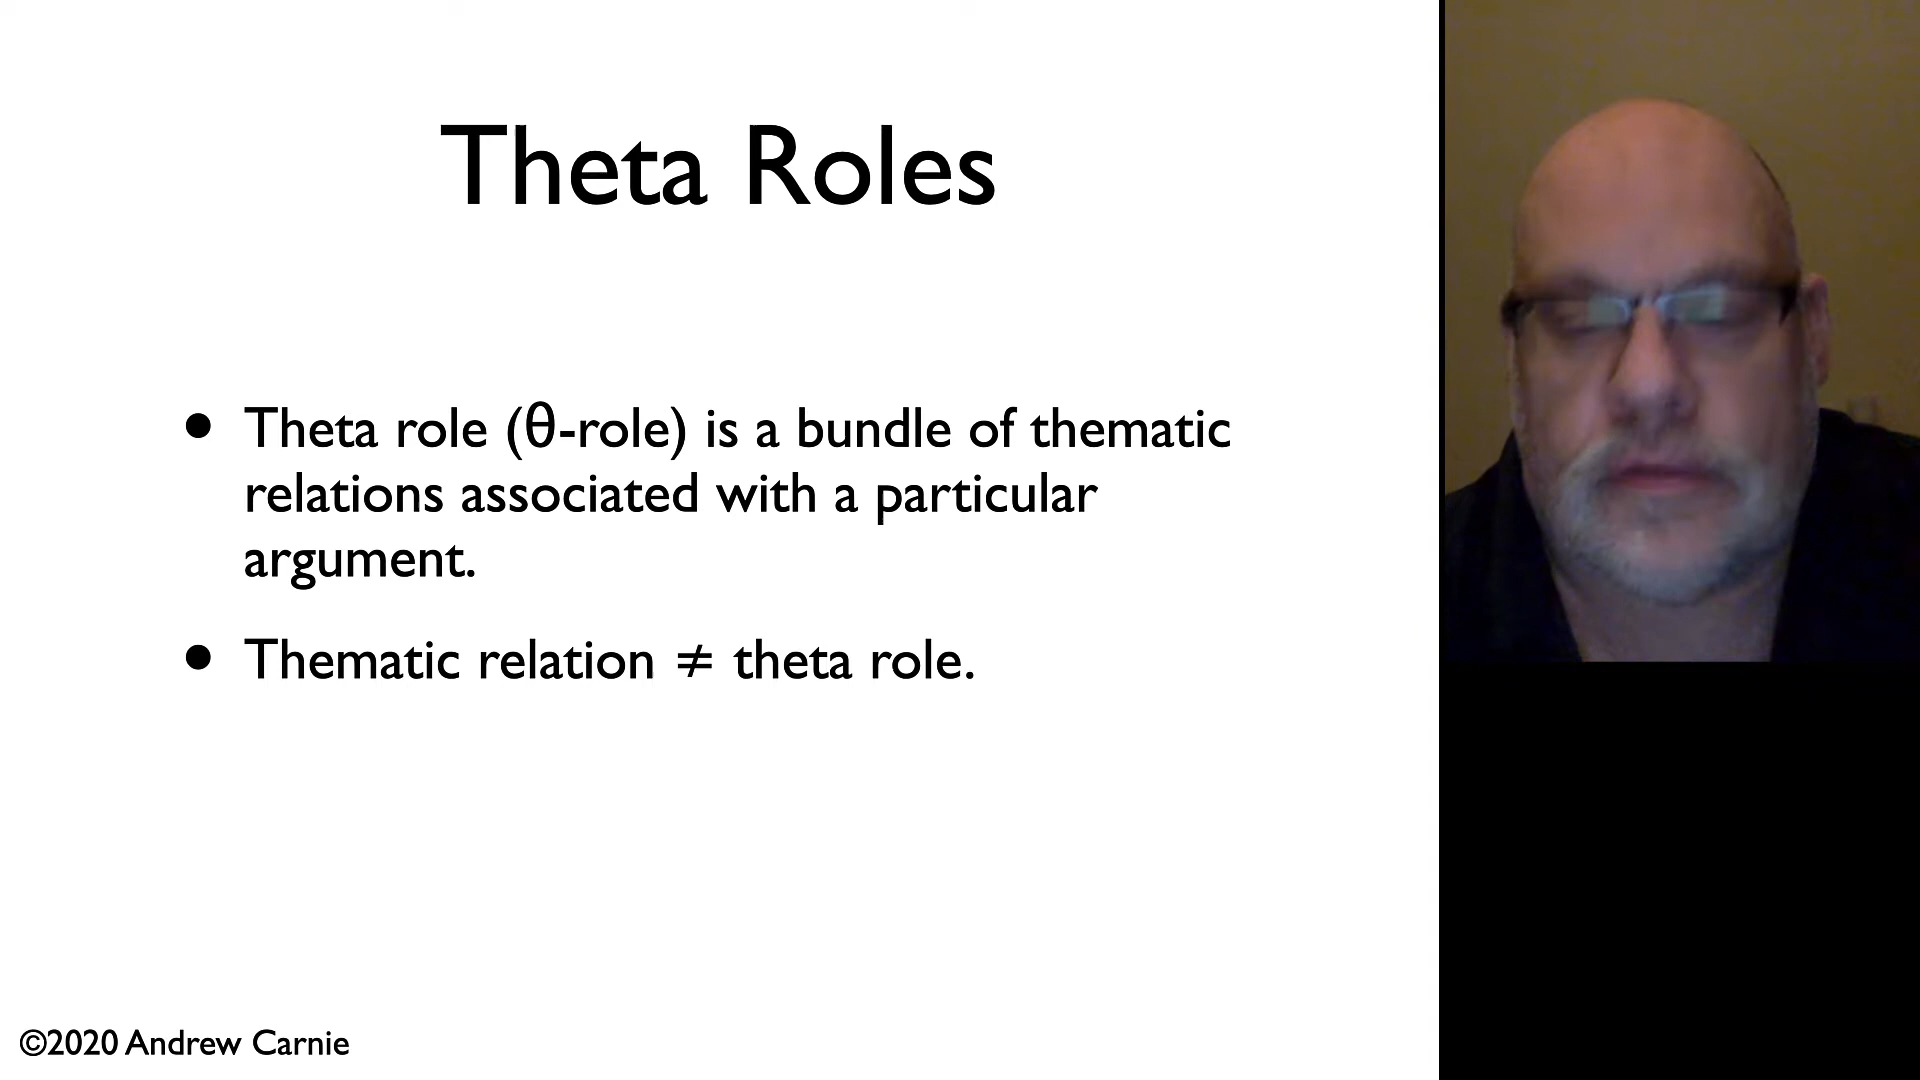 Theta Roles
• Theta role (θ-role) is a bundle of thematic
relations associated with a particular
argument.
• Thematic relation ≠ theta role.
©2020 Andrew Carnie